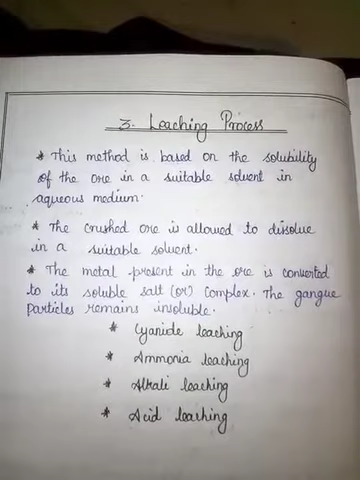 3. Leaching Process
* This method is based on the solubility
of the ore in a suitable solvent in
aqueous medium.
* The crushed ore is allowed to dissolve
in a suitable solvent.
* The metal present in the ore is converted
to its soluble salt (or) complex. The gangue
particles remains insoluble.
* Cyanide leaching
* Ammonia leaching
* Alkali leaching
* Acid leaching